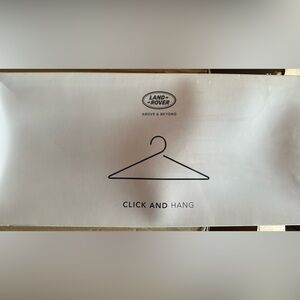 LAND-
-ROVER
ABOVE & BEYOND
CLICK AND HANG